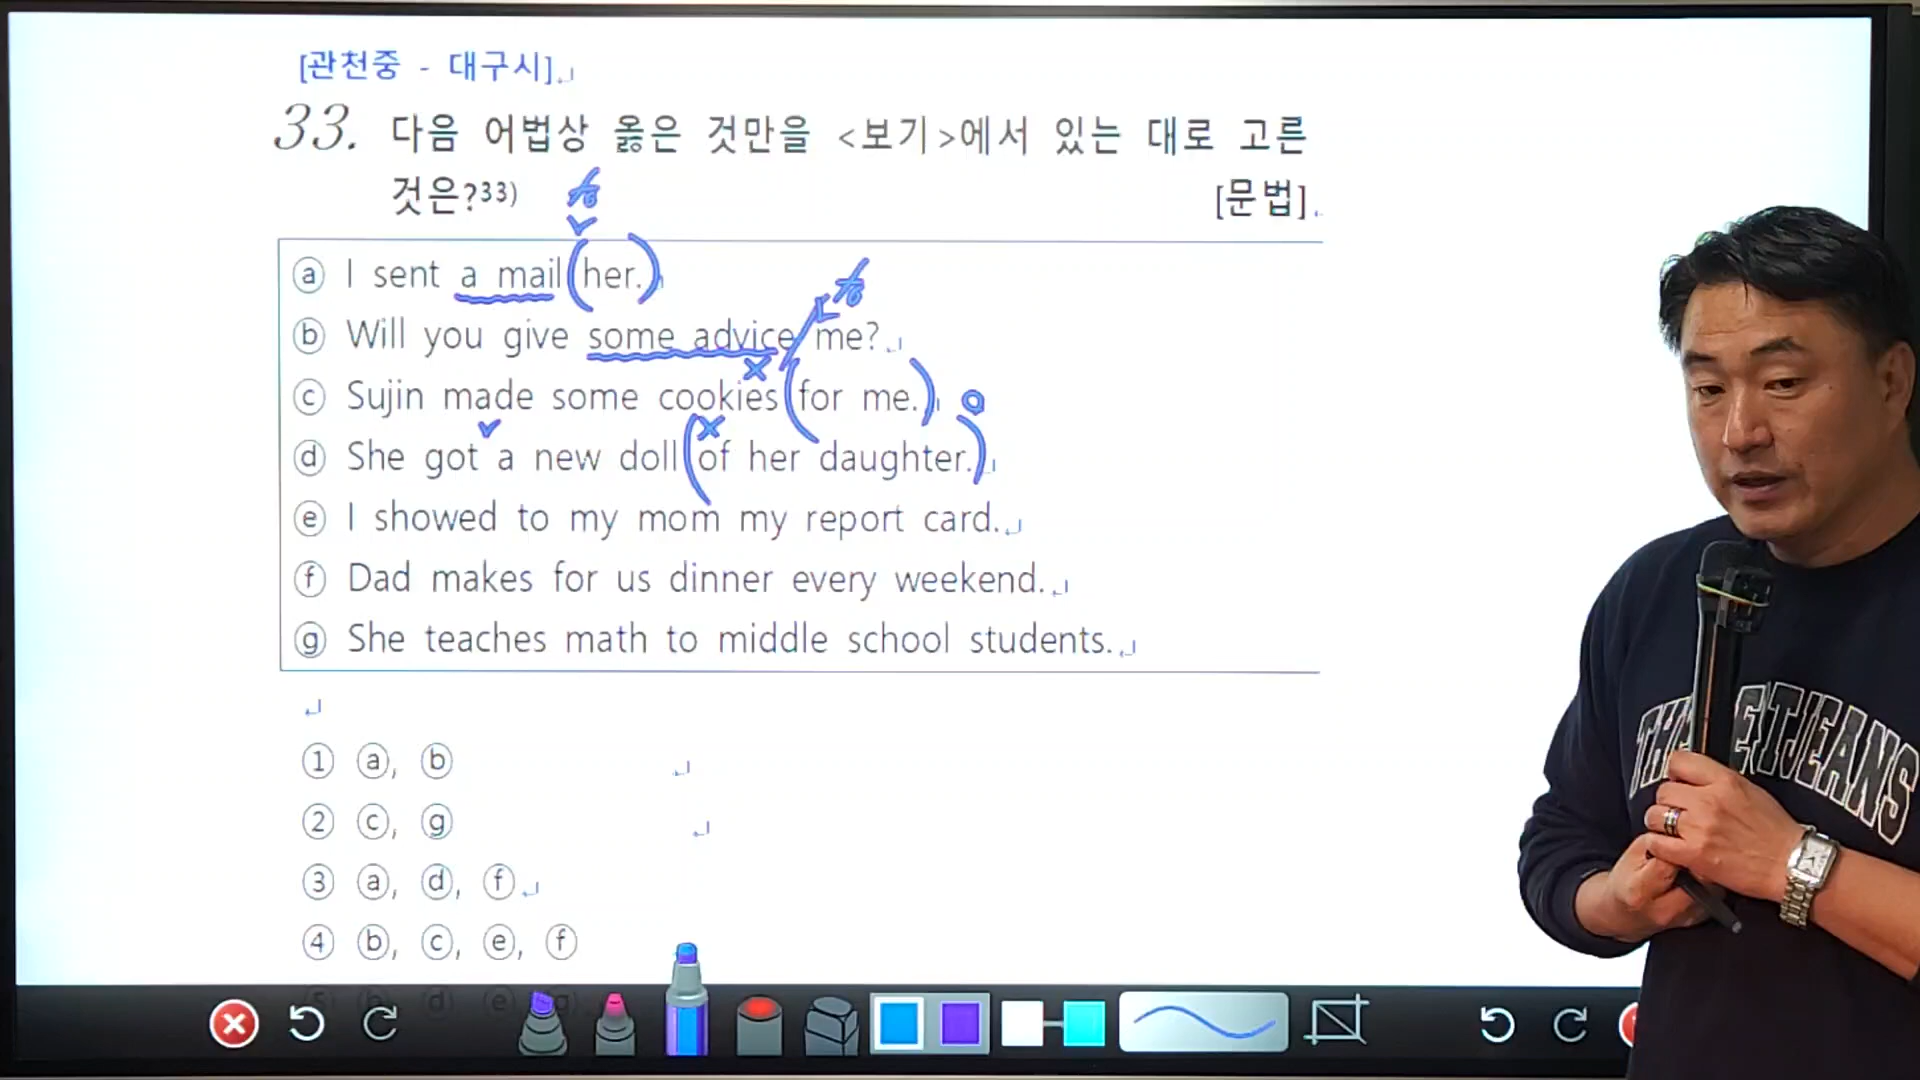 [관천중 - 대구시]
33. 다음 어법상 옳은 것만을 <보기>에서 있는 대로 고른
것은?33) [문법]
to
ⓐ I sent a mail (her.)
to
ⓑ Will you give some advice me?
ⓒ Sujin made some cookies (for me.)
ⓓ She got a new doll (of her daughter.)
ⓔ I showed to my mom my report card.
ⓕ Dad makes for us dinner every weekend.
ⓖ She teaches math to middle school students.
① ⓐ, ⓑ
② ⓒ, ⓖ
③ ⓐ, ⓓ, ⓕ
④ ⓑ, ⓒ, ⓔ, ⓕ